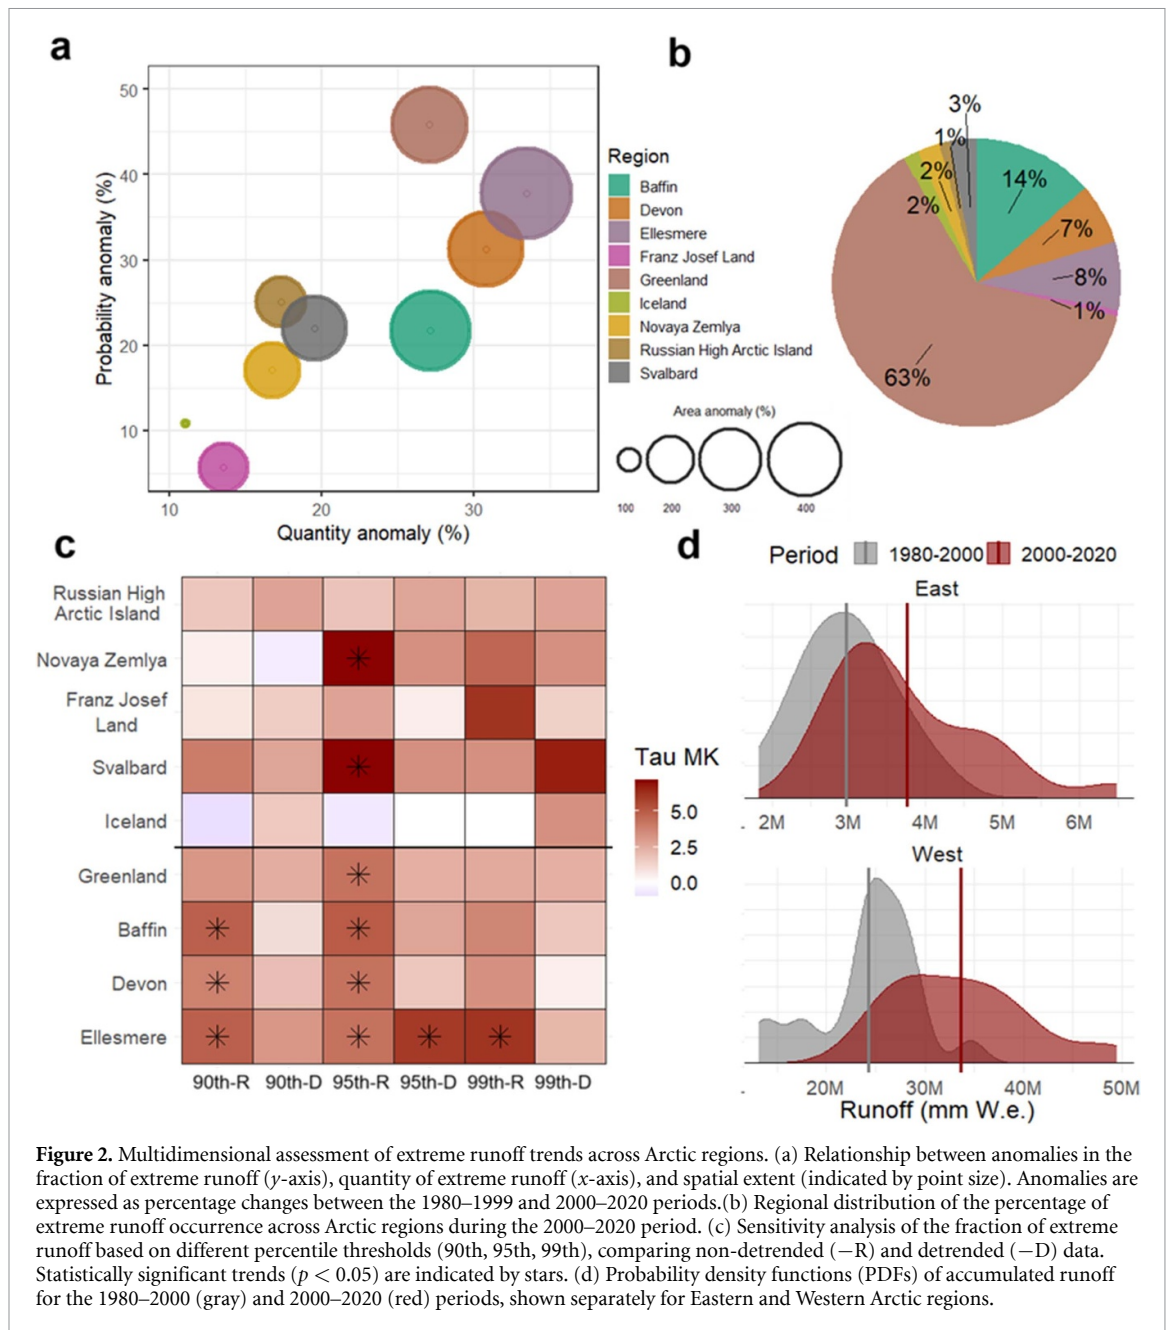 a
50
40
30
20
10
Probability anomaly (%)
10 20 30
Quantity anomaly (%)
Region
Baffin
Devon
Ellesmere
Franz Josef Land
Greenland
Iceland
Novaya Zemlya
Russian High Arctic Island
Svalbard
Area anomaly (%)
100 200 300 400
b
3%
1%
2%
2%
14%
7%
8%
1%
63%
c
Russian High
Arctic Island
Novaya Zemlya
Franz Josef
Land
Svalbard
Iceland
Greenland
Baffin
Devon
Ellesmere
90th-R 90th-D 95th-R 95th-D 99th-R 99th-D
Tau MK
5.0
2.5
0.0
d
Period 1980-2000 2000-2020
East
2M 3M 4M 5M 6M
West
20M 30M 40M 50M
Runoff (mm W.e.)
Figure 2. Multidimensional assessment of extreme runoff trends across Arctic regions. (a) Relationship between anomalies in the
fraction of extreme runoff (y-axis), quantity of extreme runoff (x-axis), and spatial extent (indicated by point size). Anomalies are
expressed as percentage changes between the 1980–1999 and 2000–2020 periods.(b) Regional distribution of the percentage of
extreme runoff occurrence across Arctic regions during the 2000–2020 period. (c) Sensitivity analysis of the fraction of extreme
runoff based on different percentile thresholds (90th, 95th, 99th), comparing non-detrended (−R) and detrended (−D) data.
Statistically significant trends (p < 0.05) are indicated by stars. (d) Probability density functions (PDFs) of accumulated runoff
for the 1980–2000 (gray) and 2000–2020 (red) periods, shown separately for Eastern and Western Arctic regions.